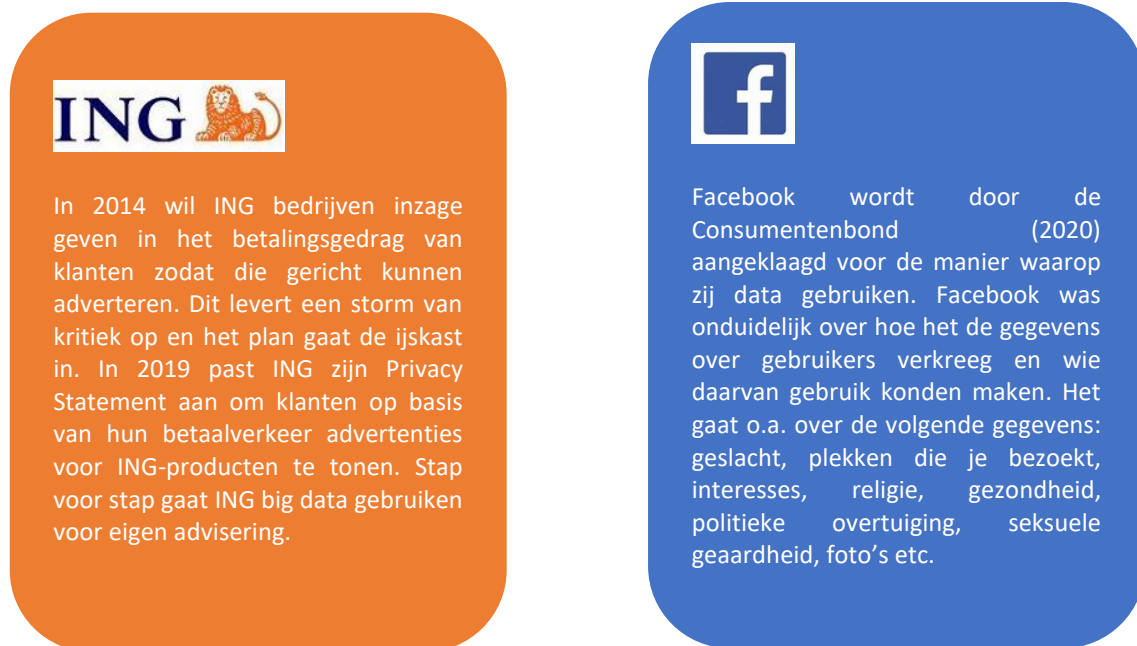 ING
In 2014 wil ING bedrijven inzage
geven in het betalingsgedrag van
klanten zodat die gericht kunnen
adverteren. Dit levert een storm van
kritiek op en het plan gaat de ijskast
in. In 2019 past ING zijn Privacy
Statement aan om klanten op basis
van hun betaalverkeer advertenties
voor ING-producten te tonen. Stap
voor stap gaat ING big data gebruiken
voor eigen advisering.
f
Facebook wordt door de
Consumentenbond (2020)
aangeklaagd voor de manier waarop
zij data gebruiken. Facebook was
onduidelijk over hoe het de gegevens
over gebruikers verkreeg en wie
daarvan gebruik konden maken. Het
gaat o.a. over de volgende gegevens:
geslacht, plekken die je bezoekt,
interesses, religie, gezondheid,
politieke overtuiging, seksuele
geaardheid, foto’s etc.